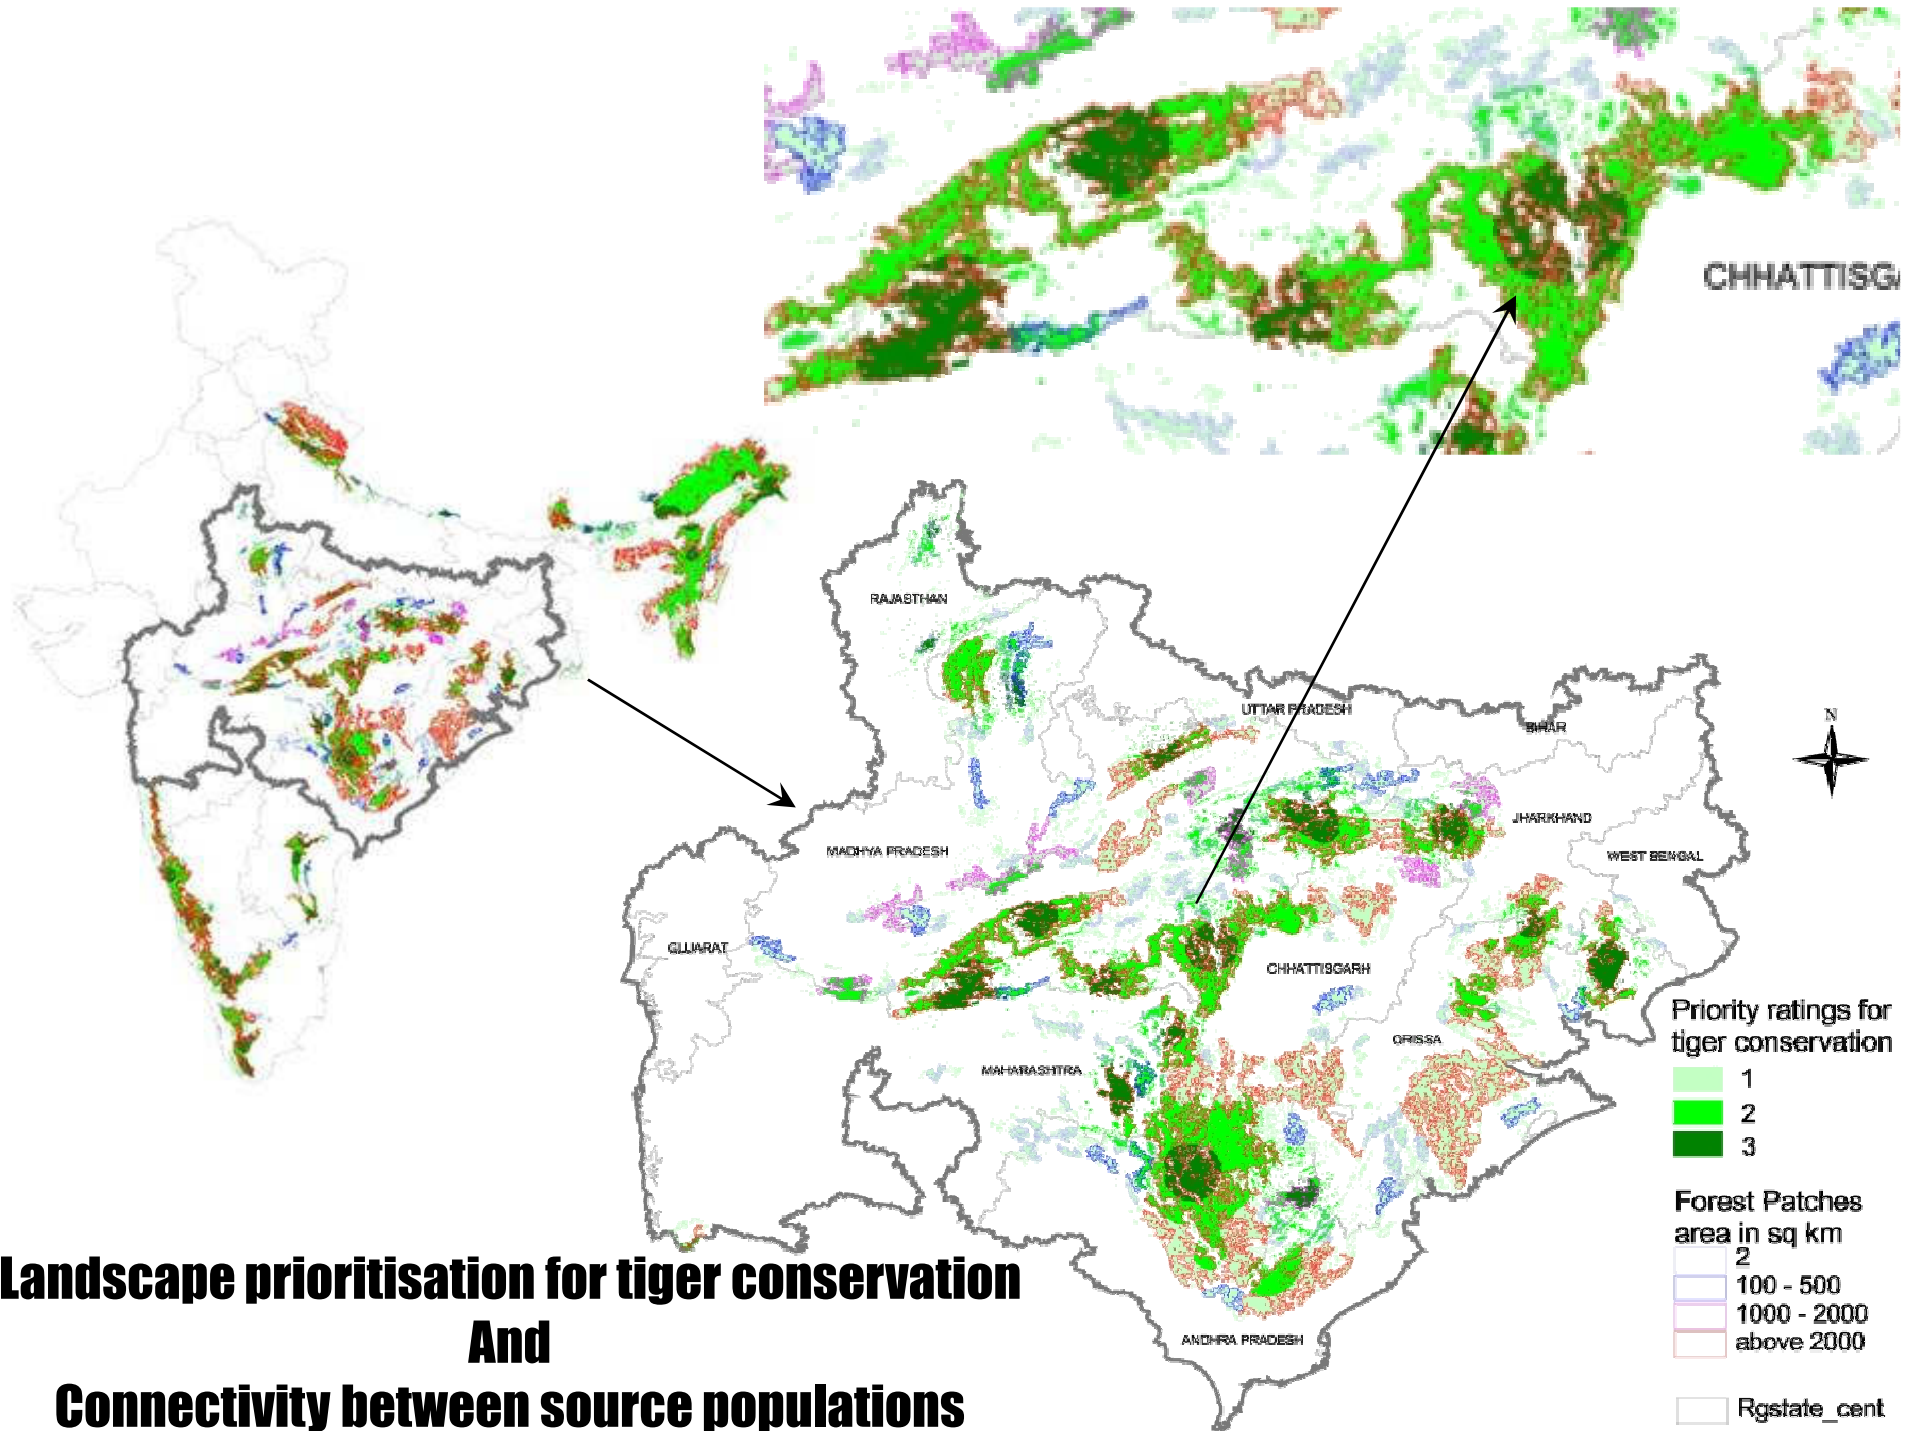 CHHATTISGA
RAJASTHAN
UTTAR PRADESH
BIHAR
N
JHARKHAND
MADHYA PRADESH
WEST BENGAL
GUJARAT
CHHATTISGARH
ORISSA
MAHARASHTRA
ANDHRA PRADESH
Priority ratings for
tiger conservation
1
2
3
Forest Patches
area in sq km
2
100 - 500
1000 - 2000
above 2000
Rgstate_cent
Landscape prioritisation for tiger conservation
And
Connectivity between source populations